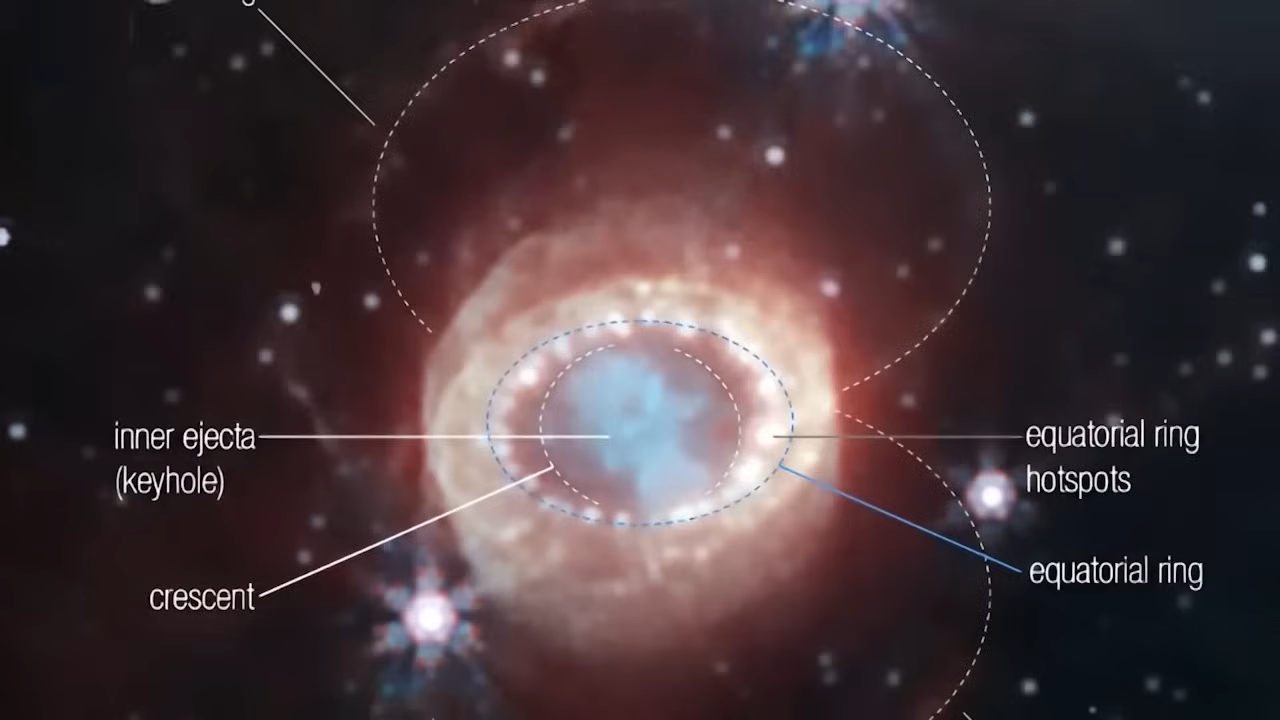 inner ejecta
(keyhole)
crescent
equatorial ring
hotspots
equatorial ring